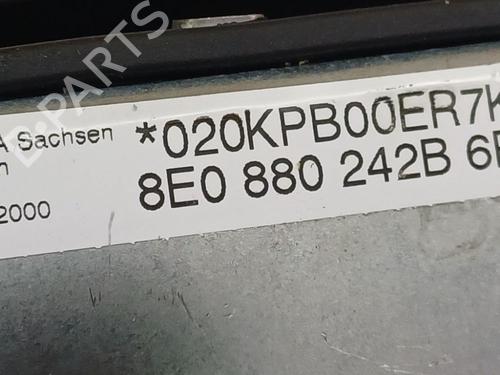 PARTS
A Sachsen
n
2000
*020KPB00ER7K
8E0 880 242B 6